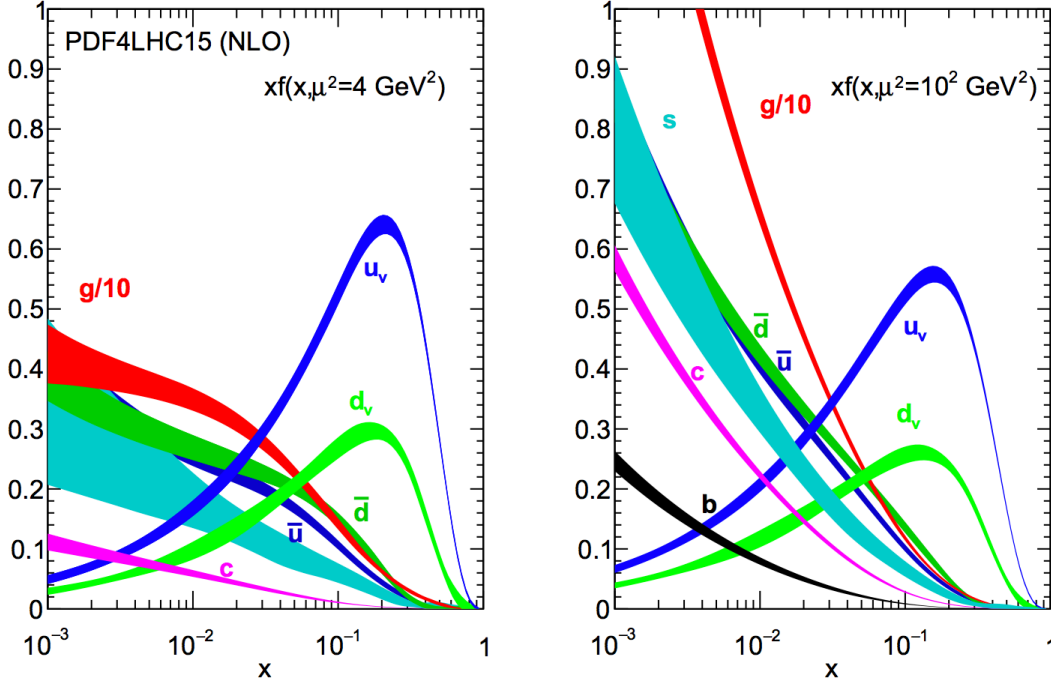 PDF4LHC15 (NLO)
xf(x,μ²=4 GeV²)
g/10
u_v
d_v
d̅
u̅
c
1
0.9
0.8
0.7
0.6
0.5
0.4
0.3
0.2
0.1
0
10⁻³
10⁻²
10⁻¹
1
x
xf(x,μ²=10² GeV²)
g/10
s
u_v
d̅
u̅
c
d_v
b
1
0.9
0.8
0.7
0.6
0.5
0.4
0.3
0.2
0.1
0
10⁻³
10⁻²
10⁻¹
1
x